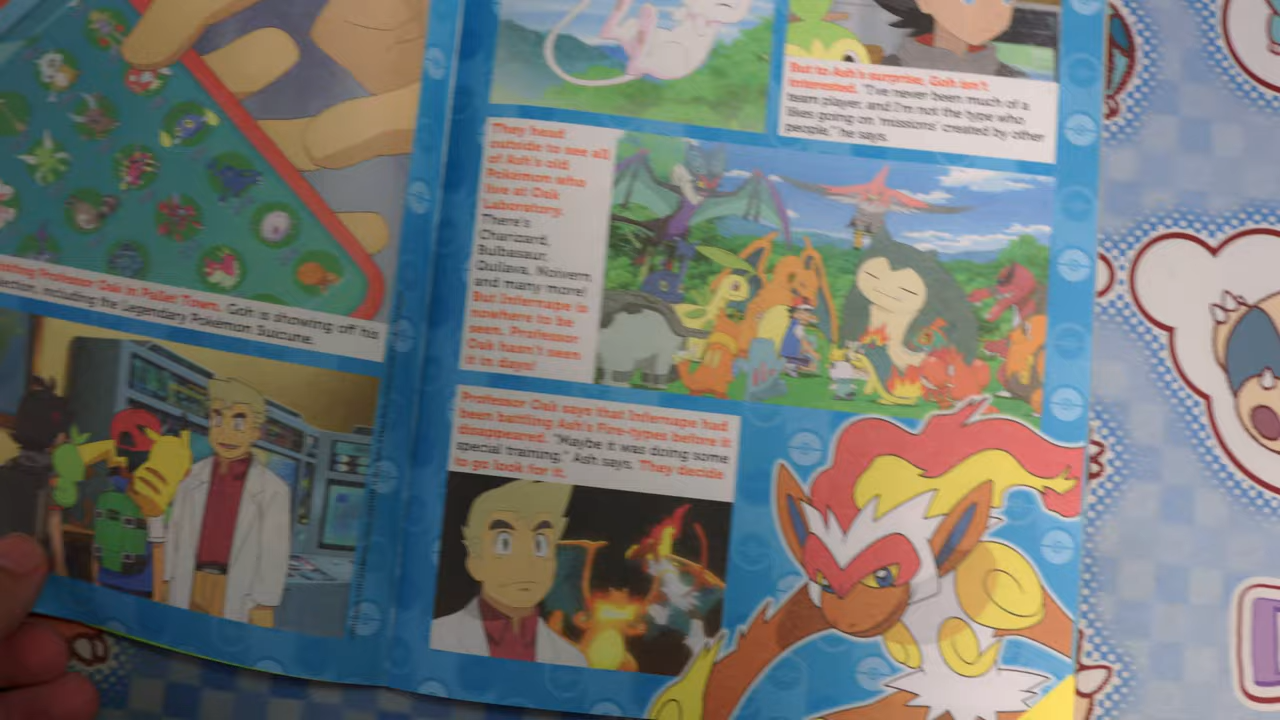 siting Professor Oak in Pallet Town, Goh is showing off his
lection, including the Legendary Pokémon Suicune.
But to Ash's surprise, Goh isn't
interested. "I've never been much of a
team player, and I'm not the type who
likes going on 'missions' created by other
people," he says.
They head
outside to see all
of Ash's old
Pokémon who
live at Oak
Laboratory.
There's
Charizard,
Bulbasaur,
Quilava, Noivern
and many more!
But Infernape is
nowhere to be
seen. Professor
Oak hasn't seen
it in days!
Professor Oak says that Infernape had
been battling Ash's Fire-types before it
disappeared. "Maybe it was doing some
special training," Ash says. They decide
to go look for it.